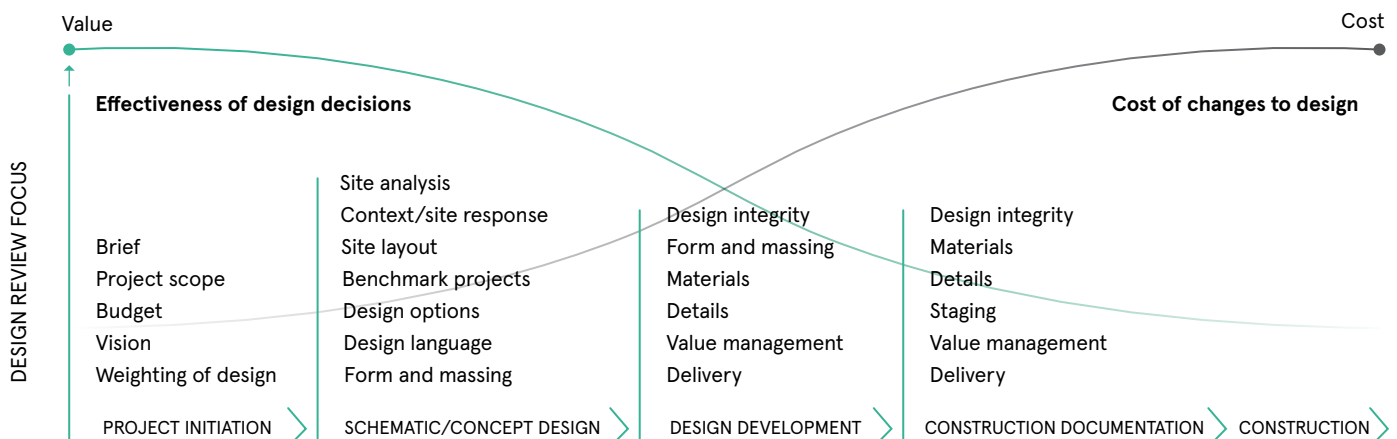 Value
Cost
Effectiveness of design decisions
Cost of changes to design
DESIGN REVIEW FOCUS
Brief
Project scope
Budget
Vision
Weighting of design
PROJECT INITIATION
Site analysis
Context/site response
Site layout
Benchmark projects
Design options
Design language
Form and massing
SCHEMATIC/CONCEPT DESIGN
Design integrity
Form and massing
Materials
Details
Value management
Delivery
DESIGN DEVELOPMENT
Design integrity
Materials
Details
Staging
Value management
Delivery
CONSTRUCTION DOCUMENTATION
CONSTRUCTION